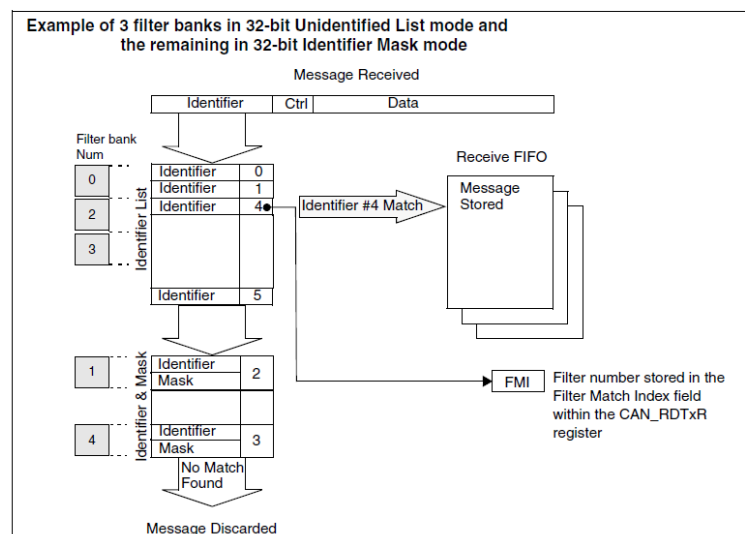 Example of 3 filter banks in 32-bit Unidentified List mode and
the remaining in 32-bit Identifier Mask mode
Message Received
Identifier Ctrl Data
Filter bank
Num
Receive FIFO
0
2
3
Identifier List
Identifier 0
Identifier 1
Identifier 4
Identifier 5
Identifier #4 Match
Message
Stored
1
4
Identifier & Mask
Identifier
Mask
2
Identifier
Mask
3
FMI
Filter number stored in the
Filter Match Index field
within the CAN_RDTxR
register
No Match
Found
Message Discarded